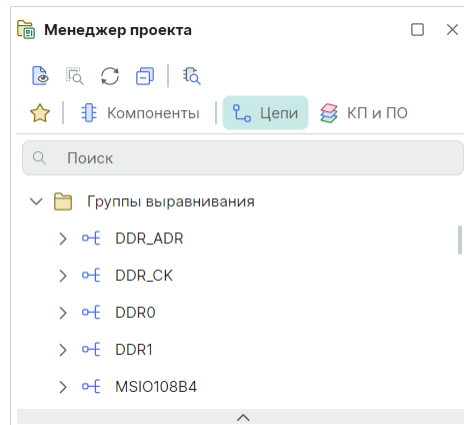 Менеджер проекта
Компоненты Цепи КП и ПО
Поиск
Группы выравнивания
DDR_ADR
DDR_CK
DDR0
DDR1
MSIO108B4